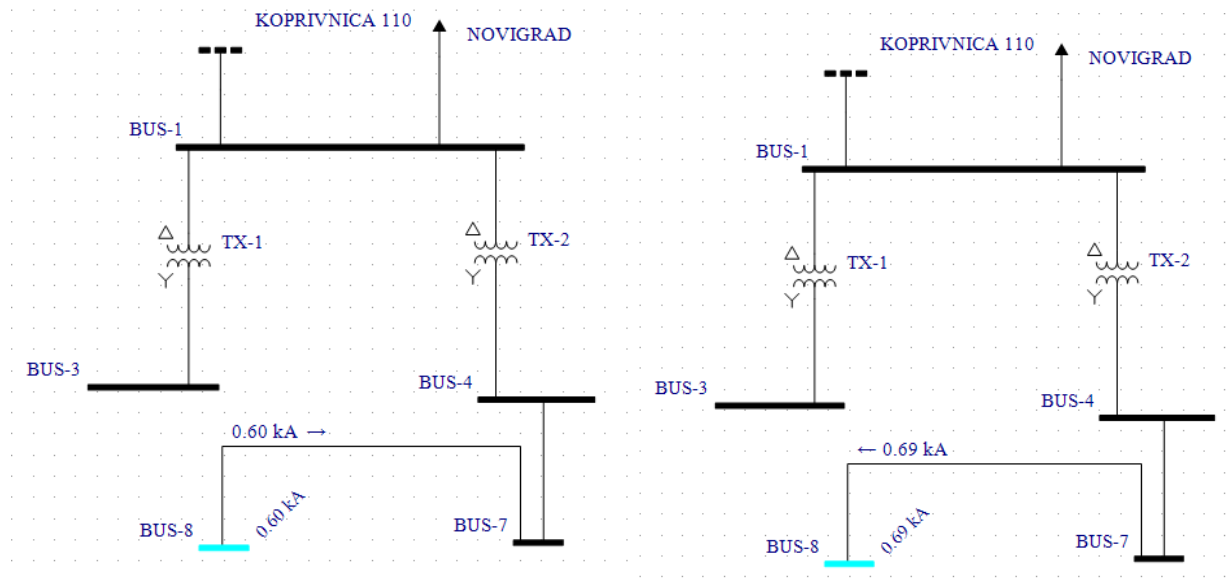 KOPRIVNICA 110
NOVIGRAD
BUS-1
TX-1
TX-2
BUS-3
BUS-4
0.60 kA →
0.60 kA
BUS-8
BUS-7
KOPRIVNICA 110
NOVIGRAD
BUS-1
TX-1
TX-2
BUS-3
BUS-4
← 0.69 kA
0.69 kA
BUS-8
BUS-7